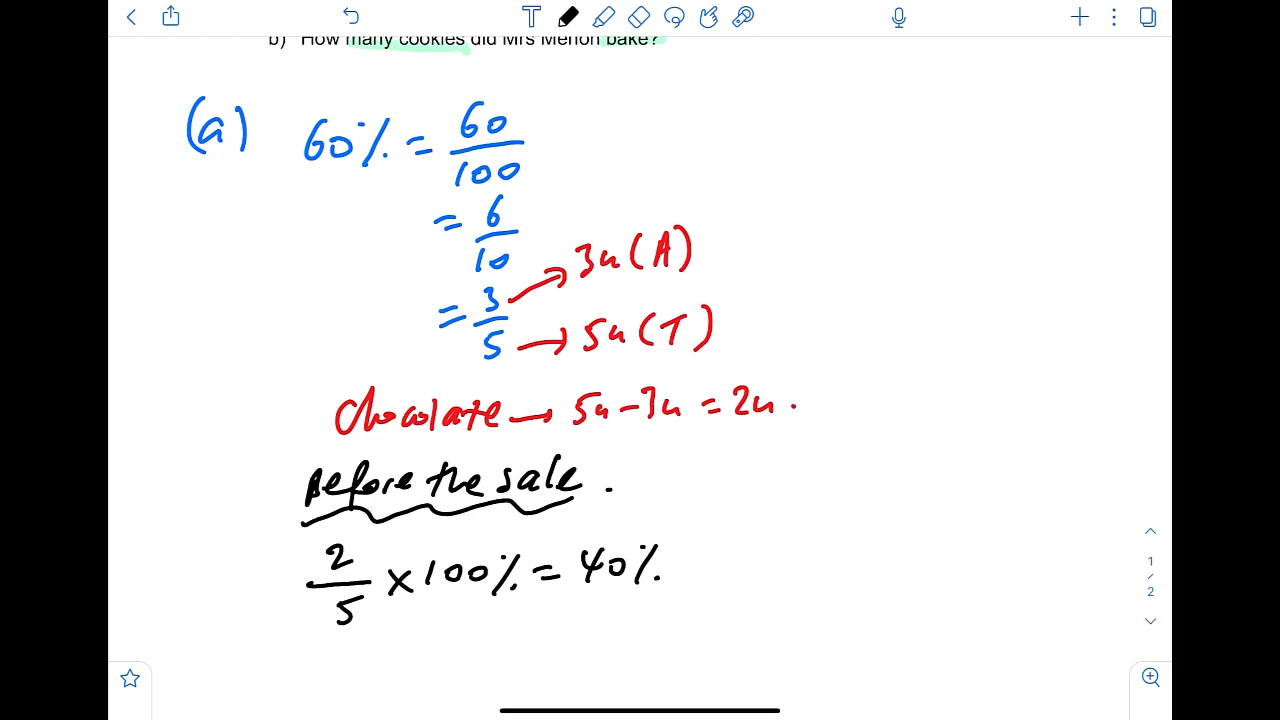 b) How many cookies did Mrs Menon bake?
(a) 60% = 60/100
= 6/10
= 3/5 → 3u (A)
→ 5u (T)
chocolate → 5u - 3u = 2u.
Before the sale.
2/5 × 100% = 40%
1
/
2